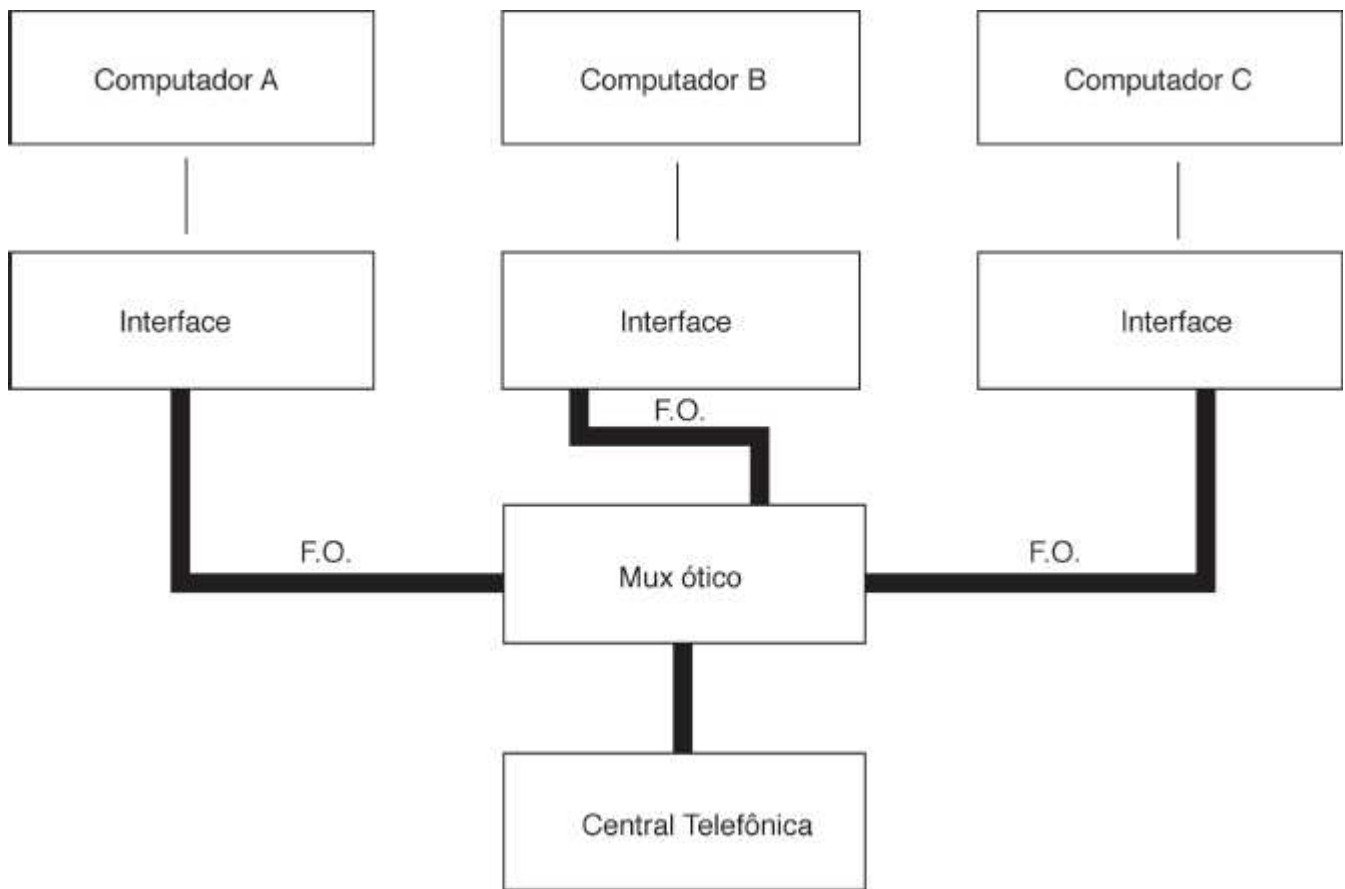 Computador A
Computador B
Computador C
Interface
Interface
Interface
F.O.
F.O.
F.O.
Mux ótico
Central Telefônica